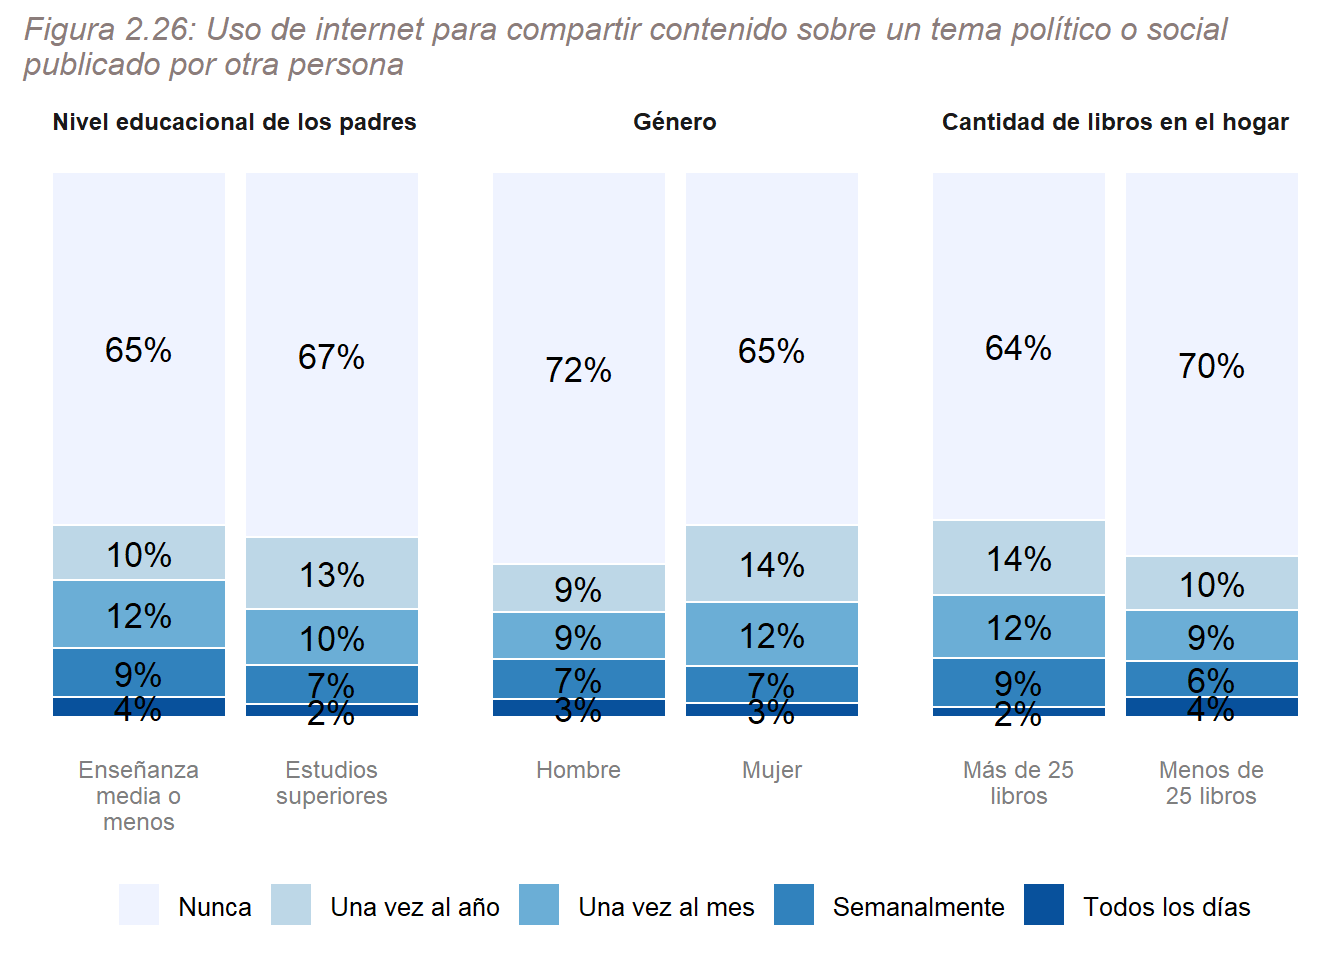 Figura 2.26: Uso de internet para compartir contenido sobre un tema político o social
publicado por otra persona
Nivel educacional de los padres
Género
Cantidad de libros en el hogar
65%
10%
12%
9%
4%
67%
13%
10%
7%
2%
72%
9%
9%
7%
3%
65%
14%
12%
7%
3%
64%
14%
12%
9%
2%
70%
10%
9%
6%
4%
Enseñanza
media o
menos
Estudios
superiores
Hombre
Mujer
Más de 25
libros
Menos de
25 libros
Nunca
Una vez al año
Una vez al mes
Semanalmente
Todos los días